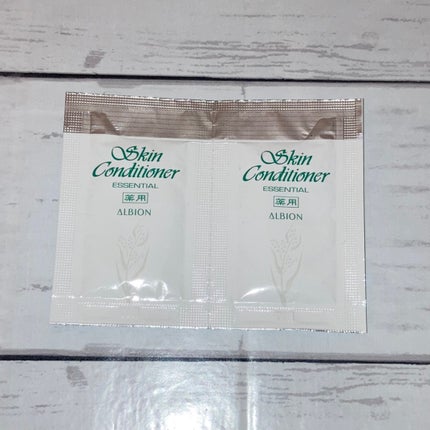 Skin
Conditioner
ESSENTIAL
薬用
ALBION
Skin
Conditioner
ESSENTIAL
薬用
ALBION